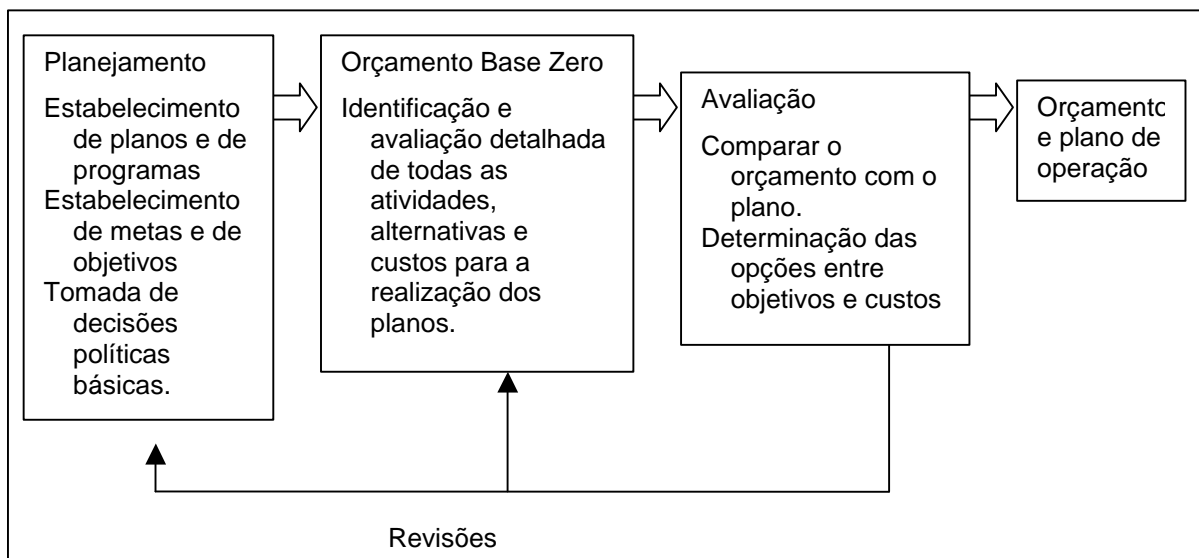 Planejamento
Estabelecimento
de planos e de
programas
Estabelecimento
de metas e de
objetivos
Tomada de
decisões
políticas
básicas.
Orçamento Base Zero
Identificação e
avaliação detalhada
de todas as
atividades,
alternativas e
custos para a
realização dos
planos.
Avaliação
Comparar o
orçamento com o
plano.
Determinação das
opções entre
objetivos e custos
Orçamento
e plano de
operação
Revisões